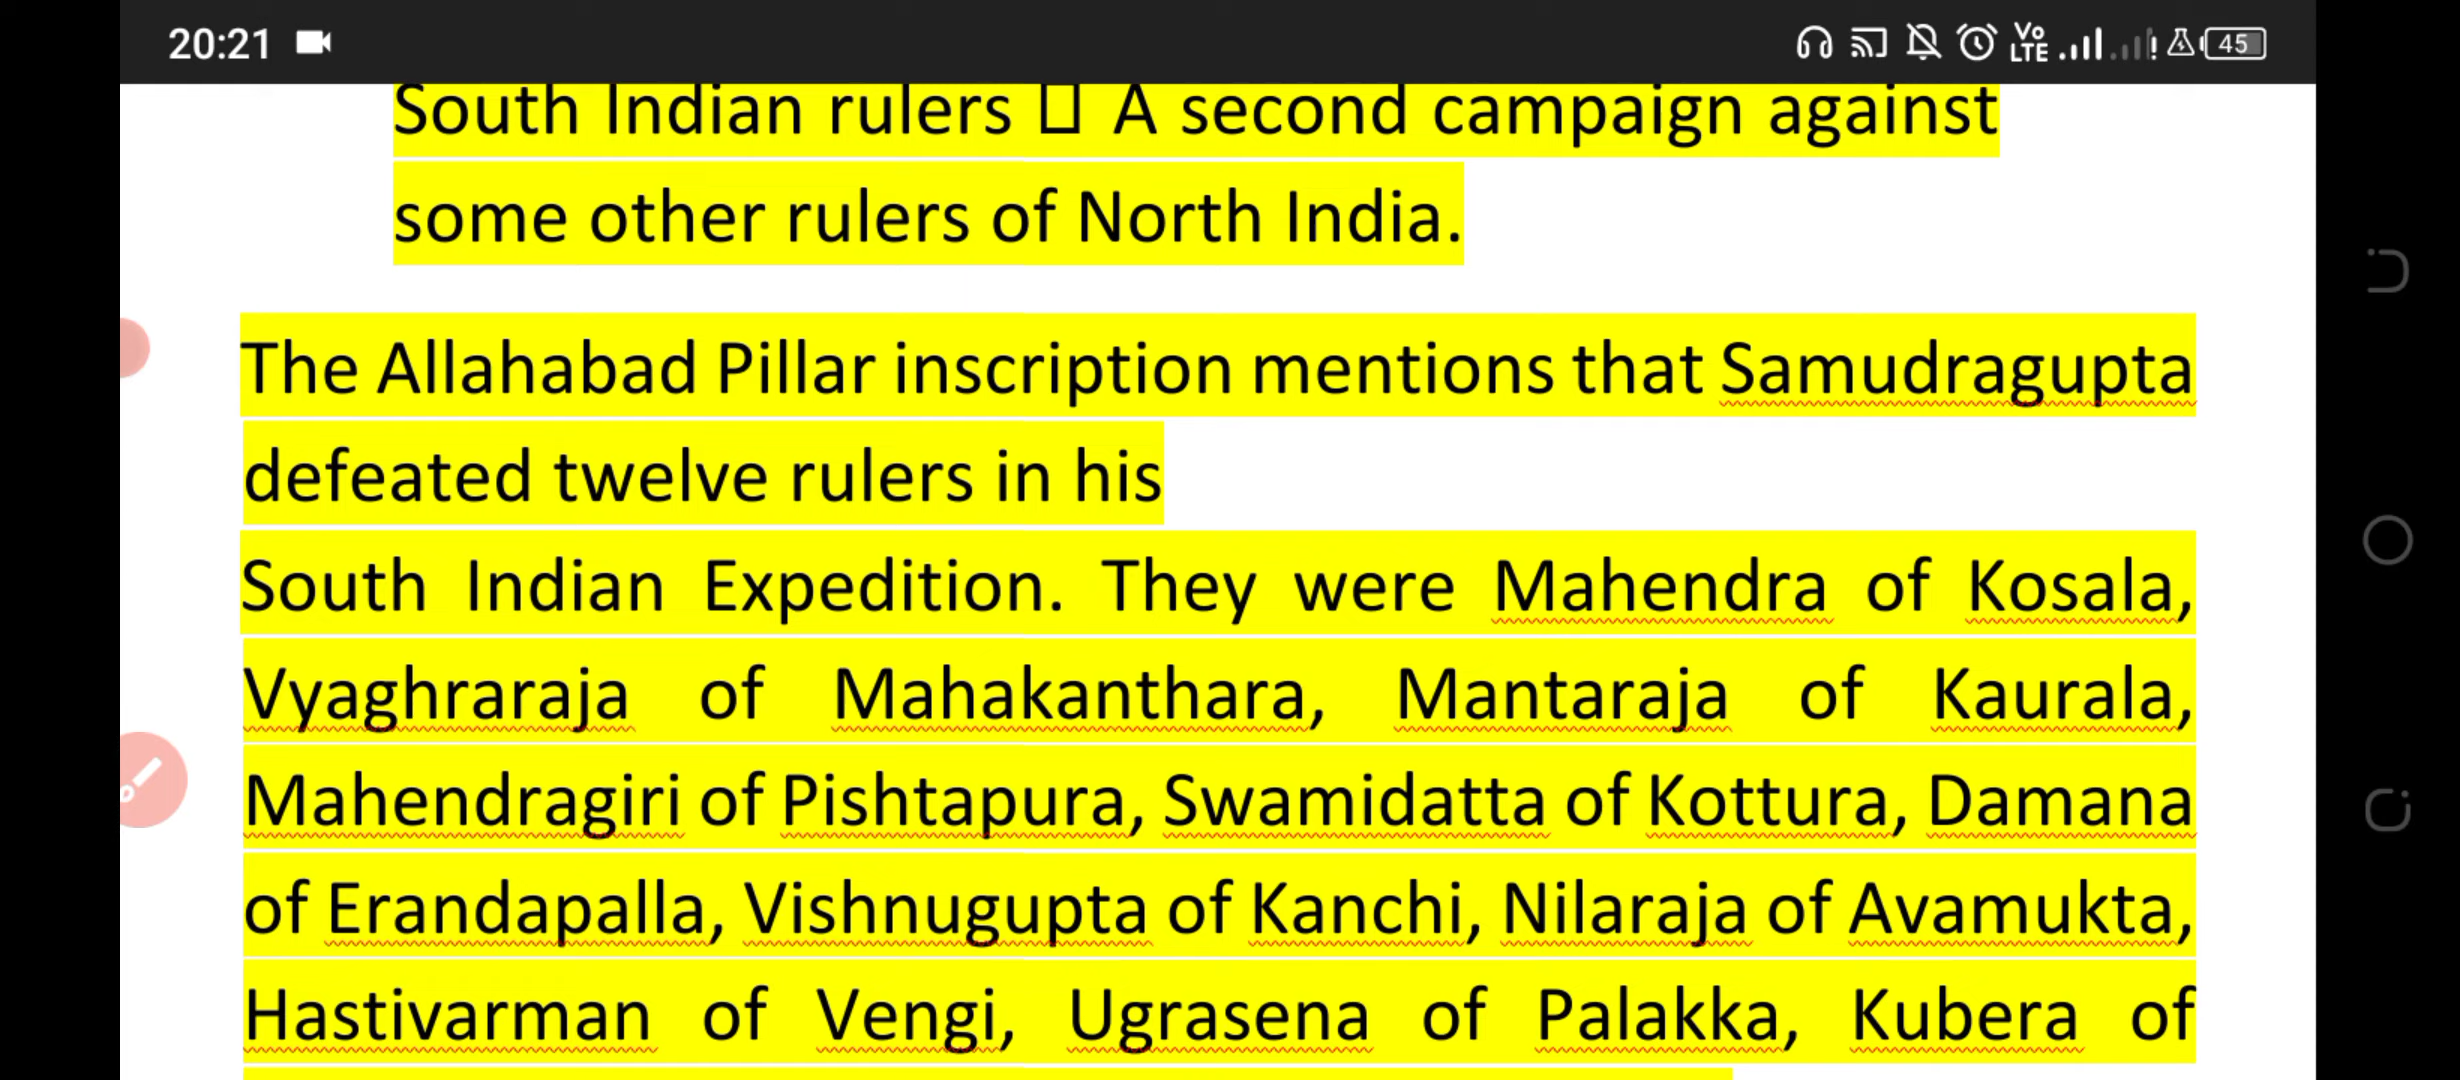 20:21
Vo LTE 45
South Indian rulers □ A second campaign against
some other rulers of North India.
The Allahabad Pillar inscription mentions that Samudragupta
defeated twelve rulers in his
South Indian Expedition. They were Mahendra of Kosala,
Vyaghraraja of Mahakanthara, Mantaraja of Kaurala,
Mahendragiri of Pishtapura, Swamidatta of Kottura, Damana
of Erandapalla, Vishnugupta of Kanchi, Nilaraja of Avamukta,
Hastivarman of Vengi, Ugrasena of Palakka, Kubera of